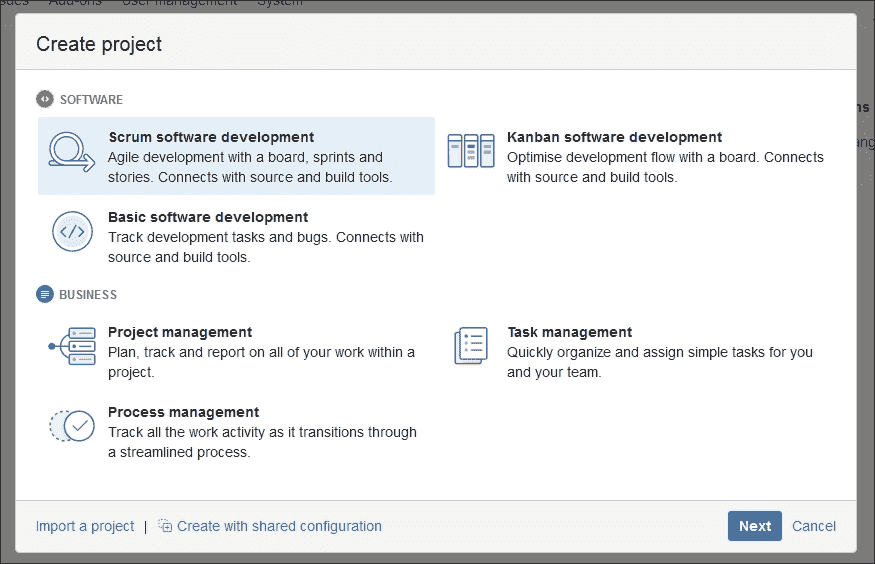 Add-ons User management System
Create project
SOFTWARE
Scrum software development
Agile development with a board, sprints and
stories. Connects with source and build tools.
Kanban software development
Optimise development flow with a board. Connects
with source and build tools.
Basic software development
Track development tasks and bugs. Connects with
source and build tools.
BUSINESS
Project management
Plan, track and report on all of your work within a
project.
Task management
Quickly organize and assign simple tasks for you
and your team.
Process management
Track all the work activity as it transitions through
a streamlined process.
Import a project | Create with shared configuration
Next Cancel